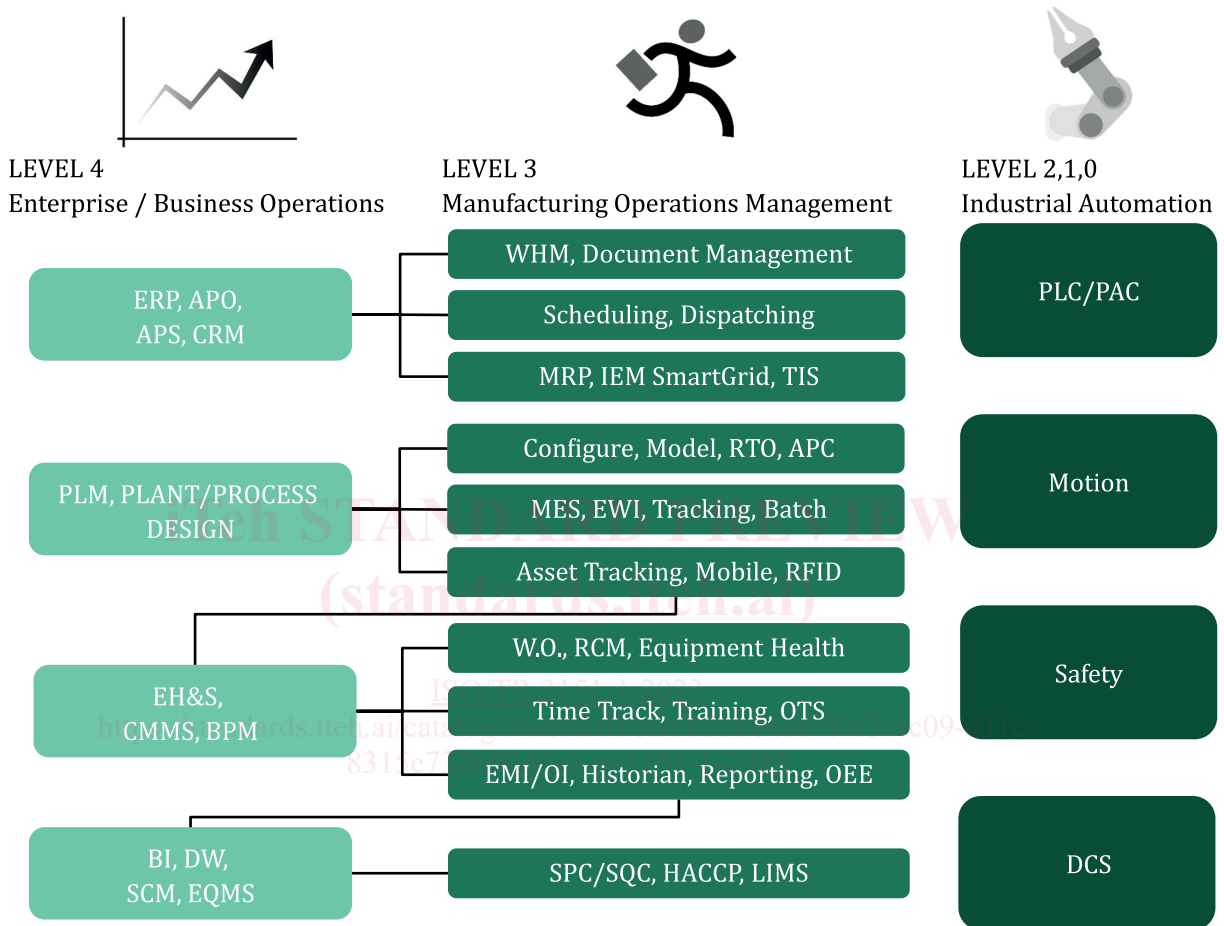 LEVEL 4
Enterprise / Business Operations
LEVEL 3
Manufacturing Operations Management
LEVEL 2,1,0
Industrial Automation
ERP, APO,
APS, CRM
WHM, Document Management
Scheduling, Dispatching
MRP, IEM SmartGrid, TIS
PLC/PAC
PLM, PLANT/PROCESS
DESIGN
Configure, Model, RTO, APC
MES, EWI, Tracking, Batch
Asset Tracking, Mobile, RFID
Motion
iTeh STANDARD PREVIEW
(standards.iteh.ai)
EH&S,
CMMS, BPM
W.O., RCM, Equipment Health
Time Track, Training, OTS
EMI/OI, Historian, Reporting, OEE
Safety
BI, DW,
SCM, EQMS
SPC/SQC, HACCP, LIMS
DCS